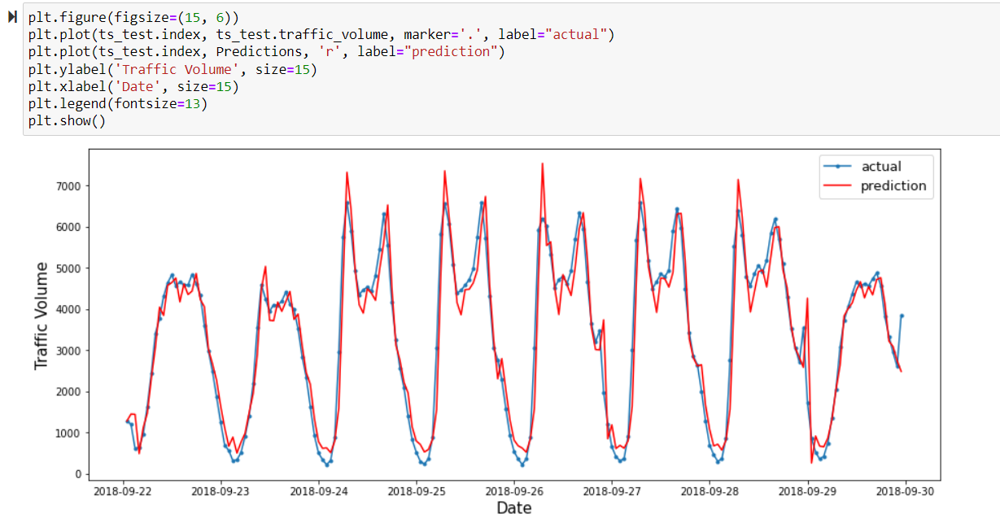 plt.figure(figsize=(15, 6))
plt.plot(ts_test.index, ts_test.traffic_volume, marker='.', label="actual")
plt.plot(ts_test.index, Predictions, 'r', label="prediction")
plt.ylabel('Traffic Volume', size=15)
plt.xlabel('Date', size=15)
plt.legend(fontsize=13)
plt.show()
actual
prediction
7000
6000
5000
4000
3000
2000
1000
0
Traffic Volume
2018-09-22 2018-09-23 2018-09-24 2018-09-25 2018-09-26 2018-09-27 2018-09-28 2018-09-29 2018-09-30
Date